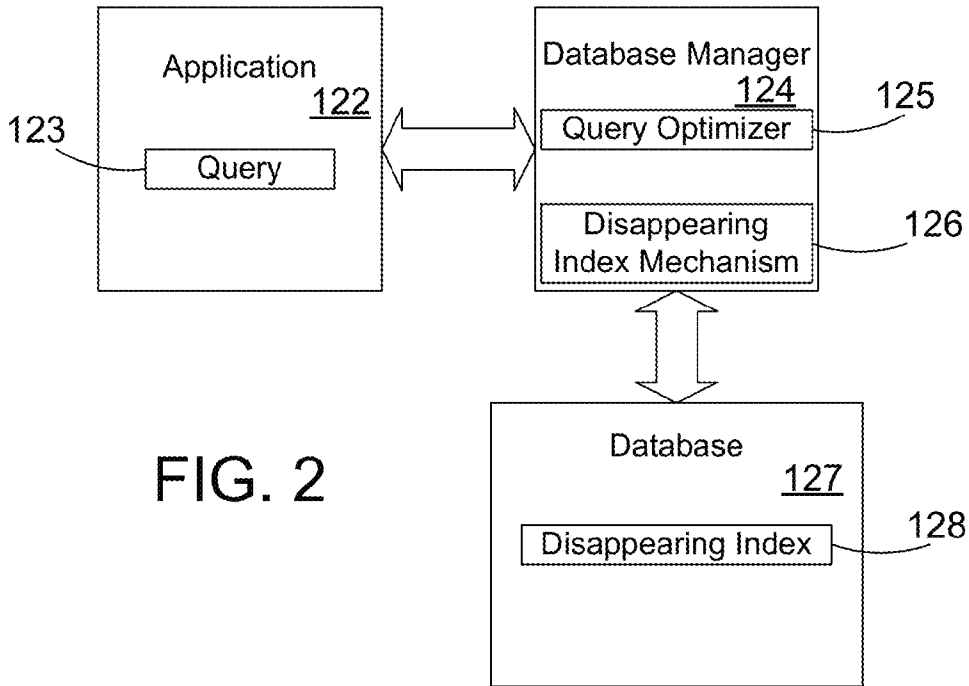 Application
122
123
Query
Database Manager
124
Query Optimizer
125
Disappearing
Index Mechanism
126
Database
127
Disappearing Index
128
FIG. 2